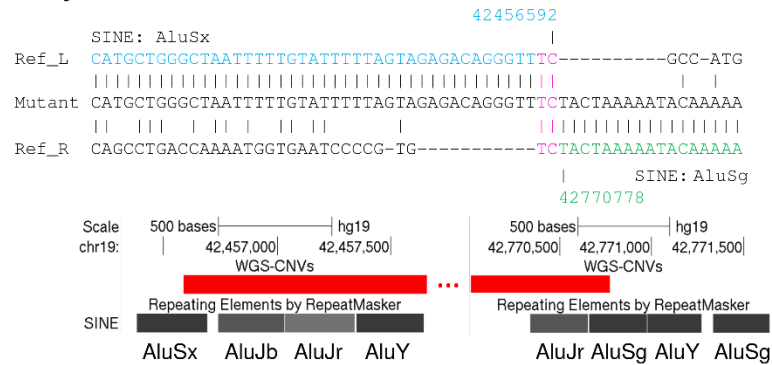 42456592
SINE: AluSx
Ref_L CATGCTGGGCTAATTTTTGTATTTTTAGTAGAGACAGGGTTTC----------GCC-ATG
Mutant CATGCTGGGCTAATTTTTGTATTTTTAGTAGAGACAGGGTTTCTACTAAAAATACAAAAA
Ref_R CAGCCTGACCAAAATGGTGAATCCCCG-TG-----------TCTACTAAAAATACAAAAA
SINE: AluSg
42770778
Scale 500 bases hg19 500 bases hg19
chr19: 42,457,000 42,457,500 42,770,500 42,771,000 42,771,500
WGS-CNVs WGS-CNVs
...
Repeating Elements by RepeatMasker Repeating Elements by RepeatMasker
SINE
AluSx AluJb AluJr AluY AluJr AluSg AluY AluSg